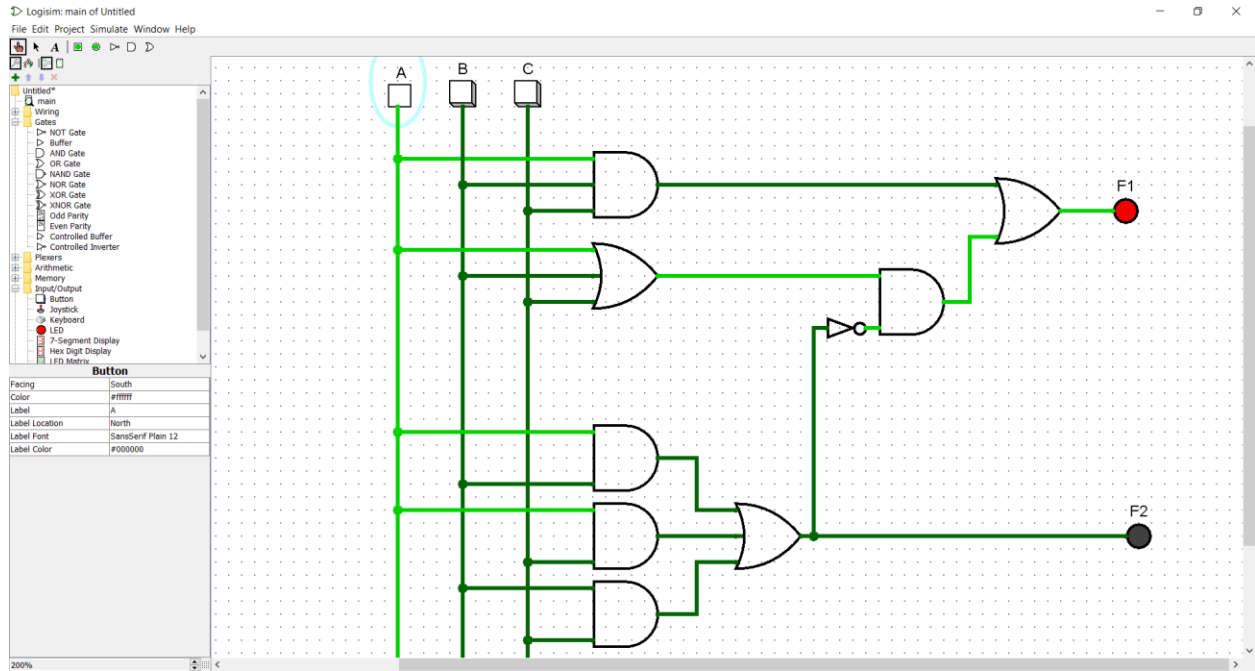 Logisim: main of Untitled
File Edit Project Simulate Window Help
A
Untitled*
main
Wiring
Gates
NOT Gate
Buffer
AND Gate
OR Gate
NAND Gate
NOR Gate
XOR Gate
XNOR Gate
Odd Parity
Even Parity
Controlled Buffer
Controlled Inverter
Plexers
Arithmetic
Memory
Input/Output
Button
Joystick
Keyboard
LED
7-Segment Display
Hex Digit Display
LED Matrix
Button
Facing South
Color #ffffff
Label A
Label Location North
Label Font SansSerif Plain 12
Label Color #000000
200%
A B C
F1
F2